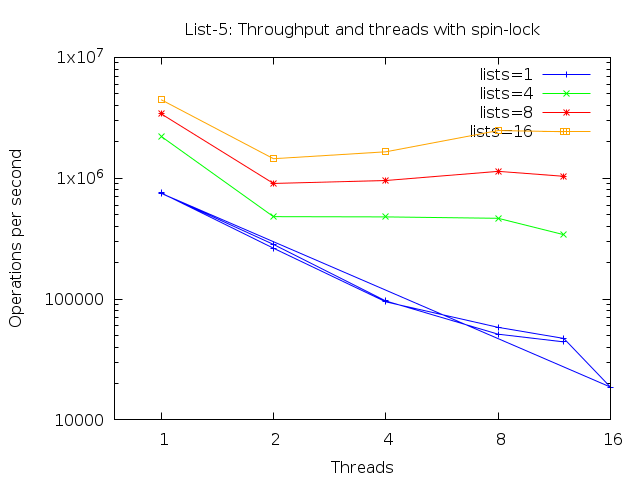 List-5: Throughput and threads with spin-lock
1x10^7
1x10^6
100000
10000
Operations per second
lists=1
lists=4
lists=8
lists=16
1 2 4 8 16
Threads